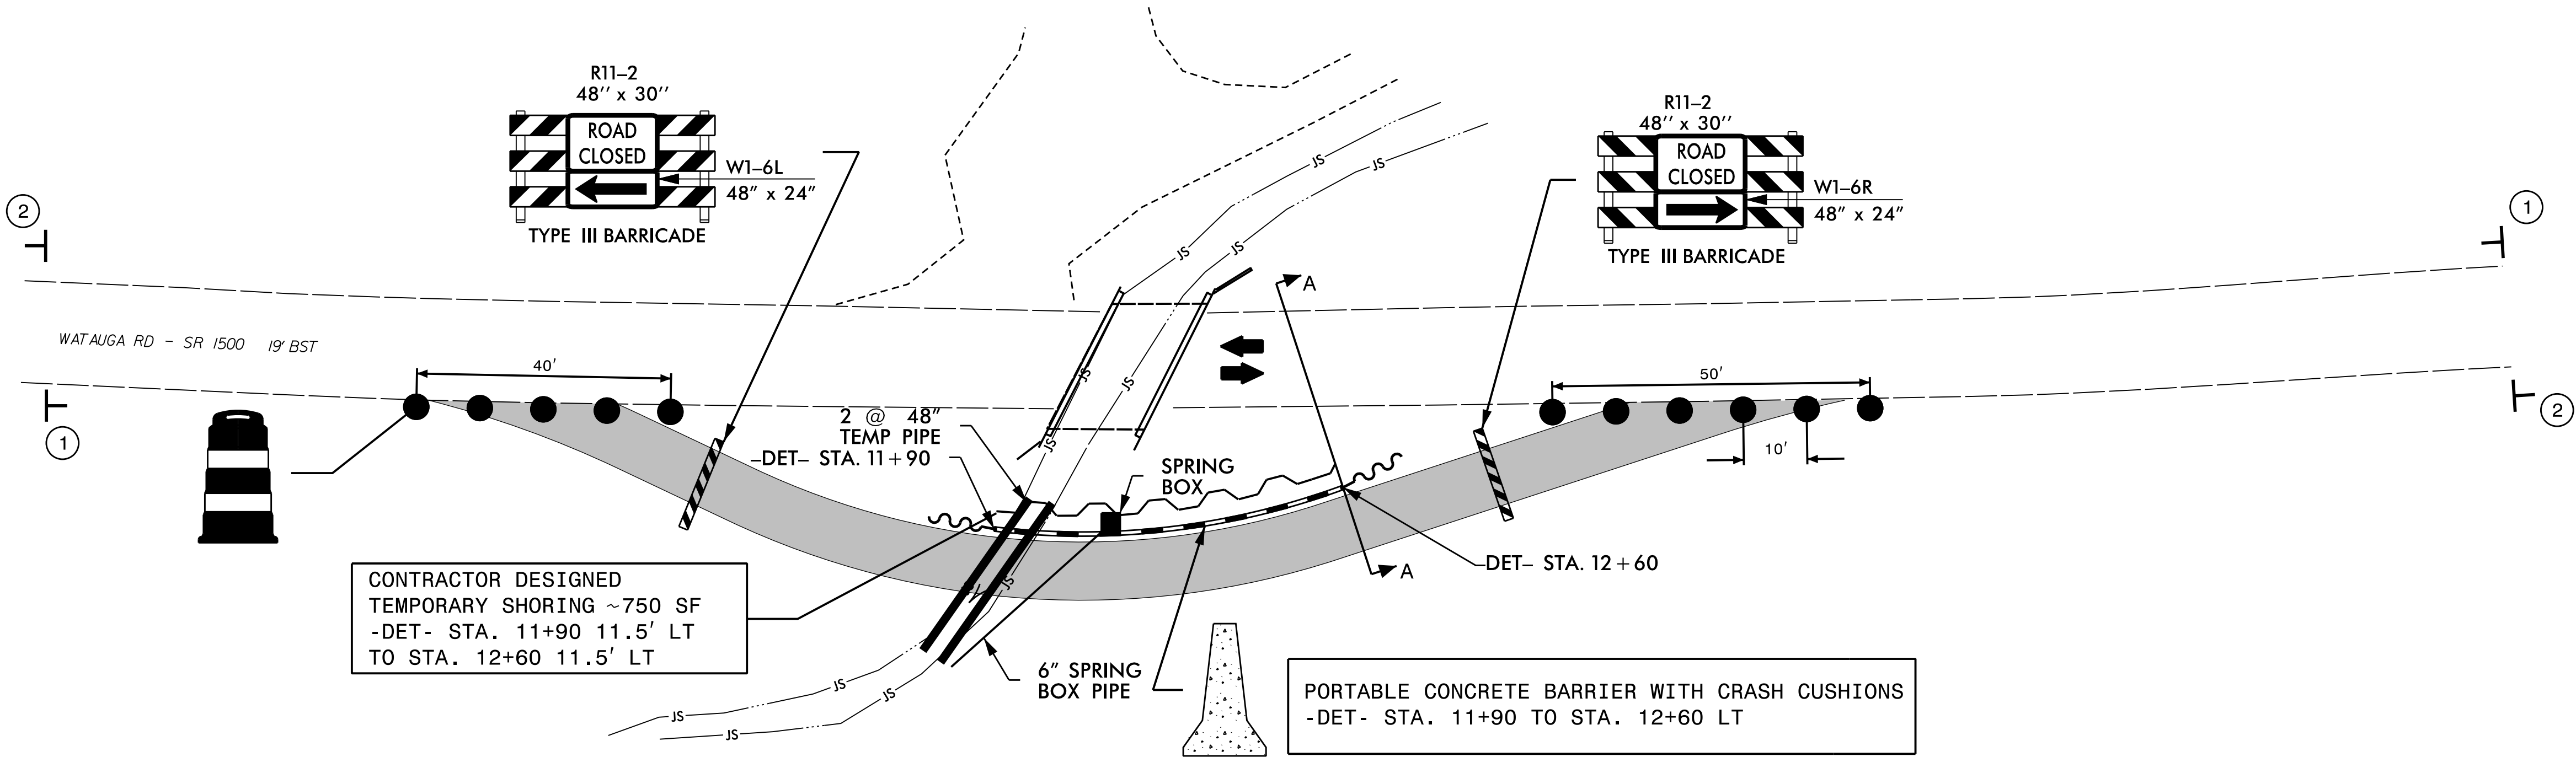 R11–2
48″ x 30″
ROAD
CLOSED
W1–6L
48″ x 24″
TYPE III BARRICADE
R11–2
48″ x 30″
ROAD
CLOSED
W1–6R
48″ x 24″
TYPE III BARRICADE
2
1
JS
JS
JS
JS
A
WATAUGA RD - SR 1500 19' BST
40'
50'
JS
JS
2 @ 48″
TEMP PIPE
JS
–DET– STA. 11+90
SPRING
BOX
10'
1
2
–DET– STA. 12+60
A
JS
CONTRACTOR DESIGNED
TEMPORARY SHORING ~750 SF
-DET- STA. 11+90 11.5' LT
TO STA. 12+60 11.5' LT
6″ SPRING
BOX PIPE
PORTABLE CONCRETE BARRIER WITH CRASH CUSHIONS
-DET- STA. 11+90 TO STA. 12+60 LT
JS
JS
JS
JS